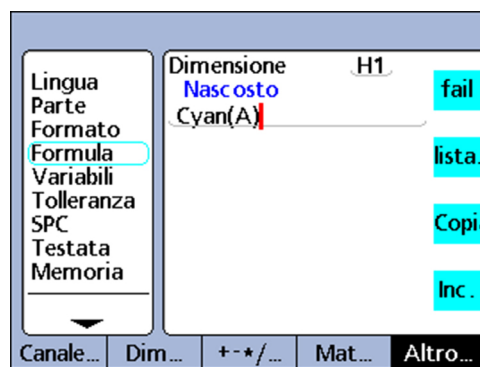 Lingua
Parte
Formato
Formula
Variabili
Tolleranza
SPC
Testata
Memoria
Dimensione H1
Nascosto
Cyan(A)
fail
lista.
Copia
Inc.
Canale... Dim... +-*/... Mat... Altro...